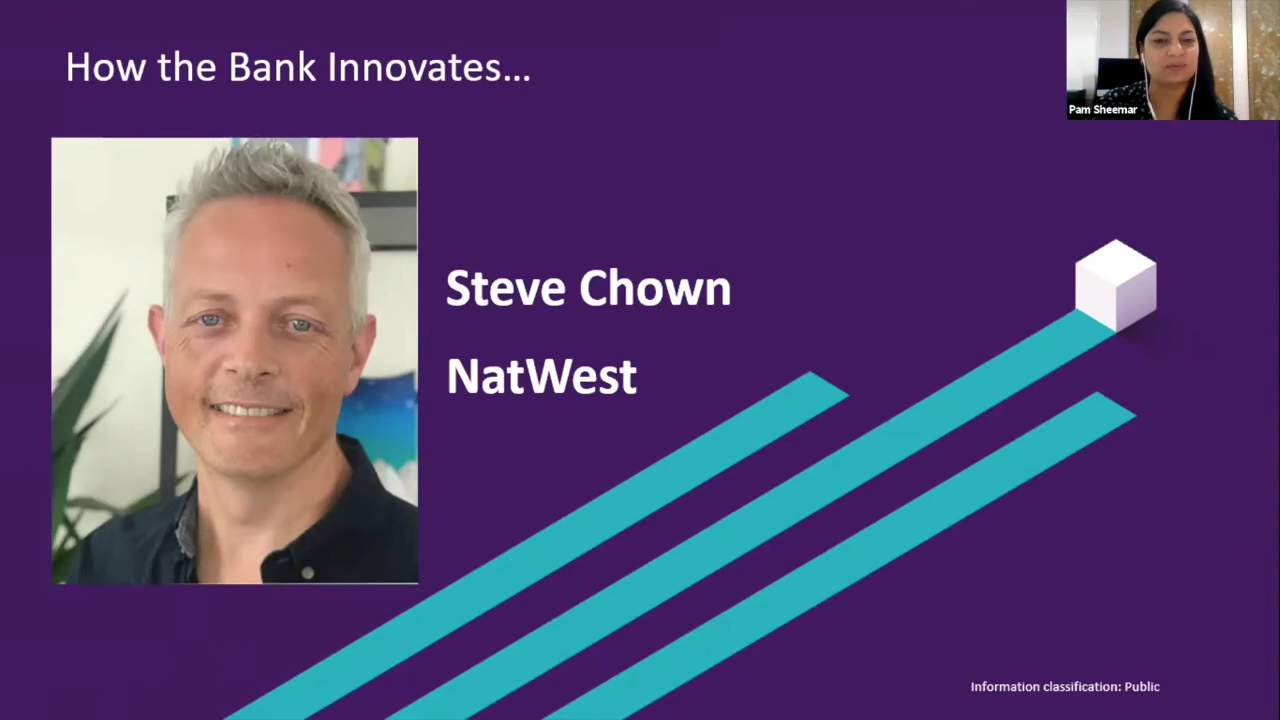 How the Bank Innovates...
Pam Sheemar
Steve Chown
NatWest
Information classification: Public